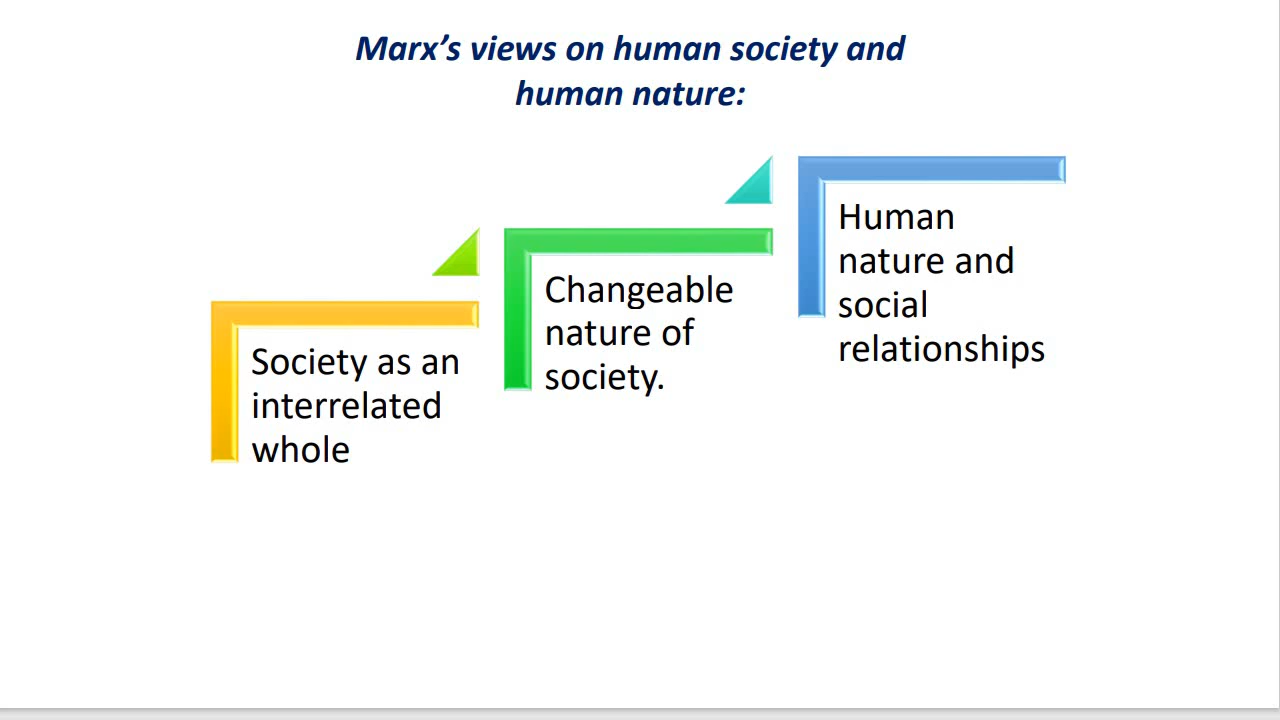 Marx’s views on human society and
human nature:
Society as an
interrelated
whole
Changeable
nature of
society.
Human
nature and
social
relationships